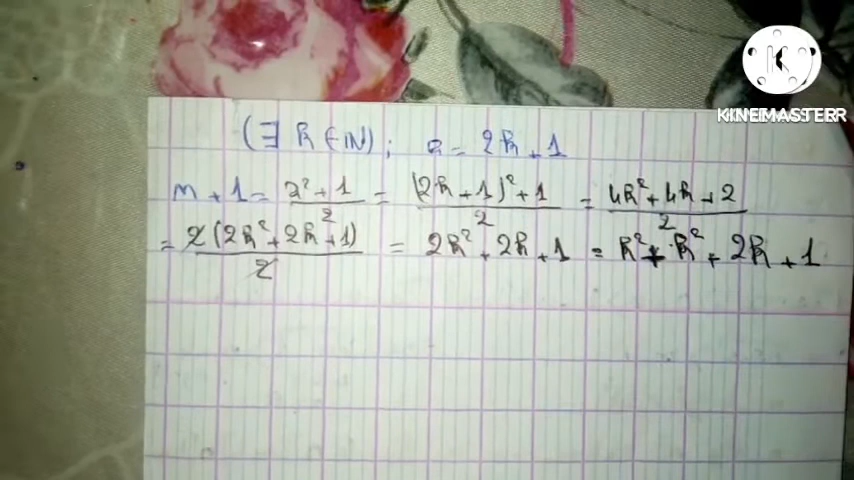 KINEMASTER
(∃ k ∈ IN); a = 2k + 1
n + 1 = a² + 1 / 2 = (2k + 1)² + 1 / 2 = 4k² + 4k + 2 / 2
= 2(2k² + 2k + 1) / 2 = 2k² + 2k + 1 = k² + k² + 2k + 1